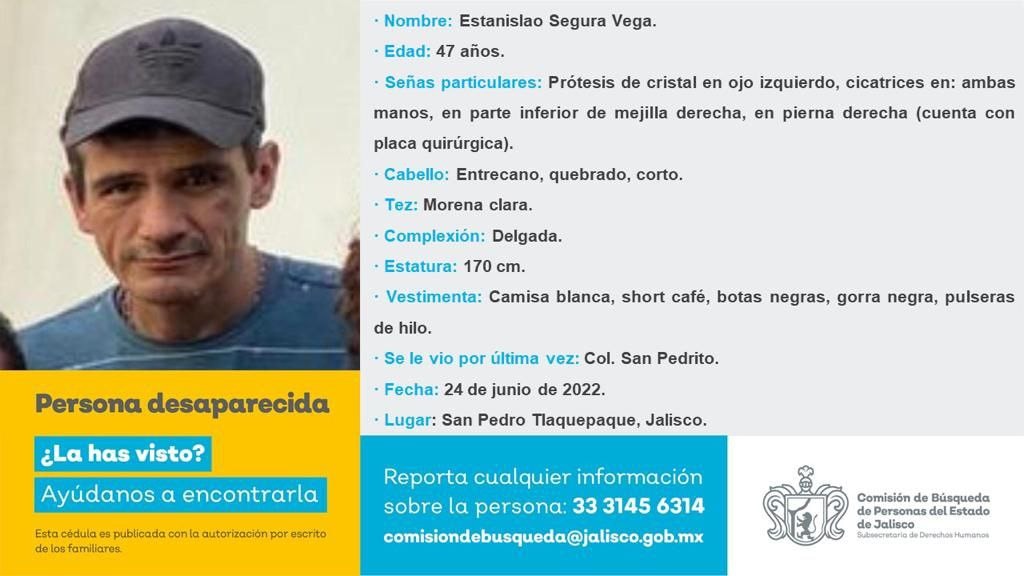 · Nombre: Estanislao Segura Vega.
· Edad: 47 años.
· Señas particulares: Prótesis de cristal en ojo izquierdo, cicatrices en: ambas
manos, en parte inferior de mejilla derecha, en pierna derecha (cuenta con
placa quirúrgica).
· Cabello: Entrecano, quebrado, corto.
· Tez: Morena clara.
· Complexión: Delgada.
· Estatura: 170 cm.
· Vestimenta: Camisa blanca, short café, botas negras, gorra negra, pulseras
de hilo.
· Se le vio por última vez: Col. San Pedrito.
· Fecha: 24 de junio de 2022.
· Lugar: San Pedro Tlaquepaque, Jalisco.
Persona desaparecida
¿La has visto?
Ayúdanos a encontrarla
Esta cédula es publicada con la autorización por escrito
de los familiares.
Reporta cualquier información
sobre la persona: 33 3145 6314
comisiondebusqueda@jalisco.gob.mx
Comisión de Búsqueda
de Personas del Estado
de Jalisco
Subsecretaría de Derechos Humanos